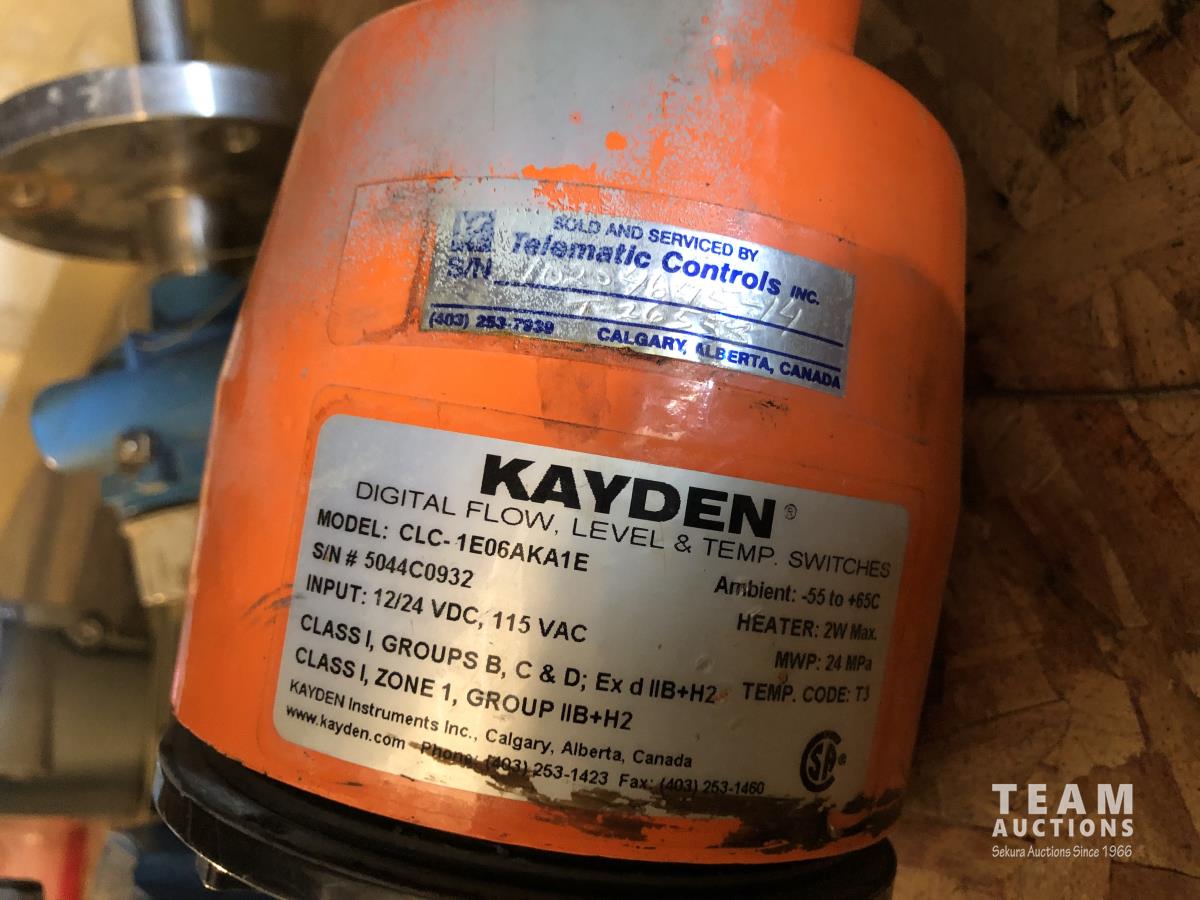 SOLD AND SERVICED BY
Telematic Controls INC.
S/N
(403) 253-7939 CALGARY, ALBERTA, CANADA
KAYDEN®
DIGITAL FLOW, LEVEL & TEMP. SWITCHES
MODEL: CLC-1E06AKA1E
Ambient: -55 to +65C
S/N # 5044C0932
HEATER: 2W Max.
INPUT: 12/24 VDC, 115 VAC
MWP: 24 MPa
CLASS I, GROUPS B, C & D; Ex d IIB+H2 TEMP. CODE: T3
CLASS I, ZONE 1, GROUP IIB+H2
KAYDEN Instruments Inc., Calgary, Alberta, Canada
www.kayden.com Phone: (403) 253-1423 Fax: (403) 253-1460
TEAM
AUCTIONS
Sekura Auctions Since 1966